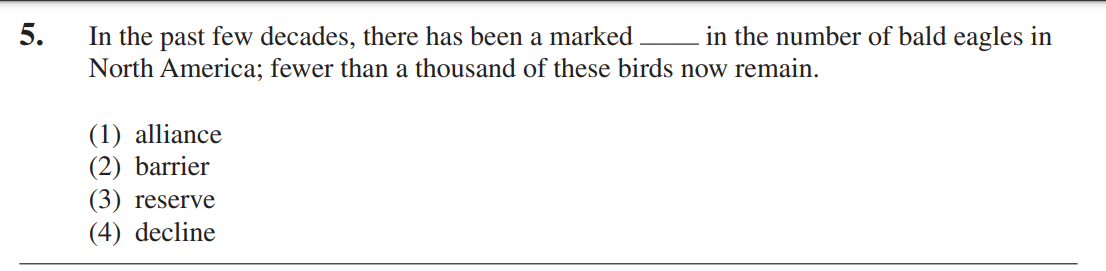 5. In the past few decades, there has been a marked ____ in the number of bald eagles in
North America; fewer than a thousand of these birds now remain.
(1) alliance
(2) barrier
(3) reserve
(4) decline